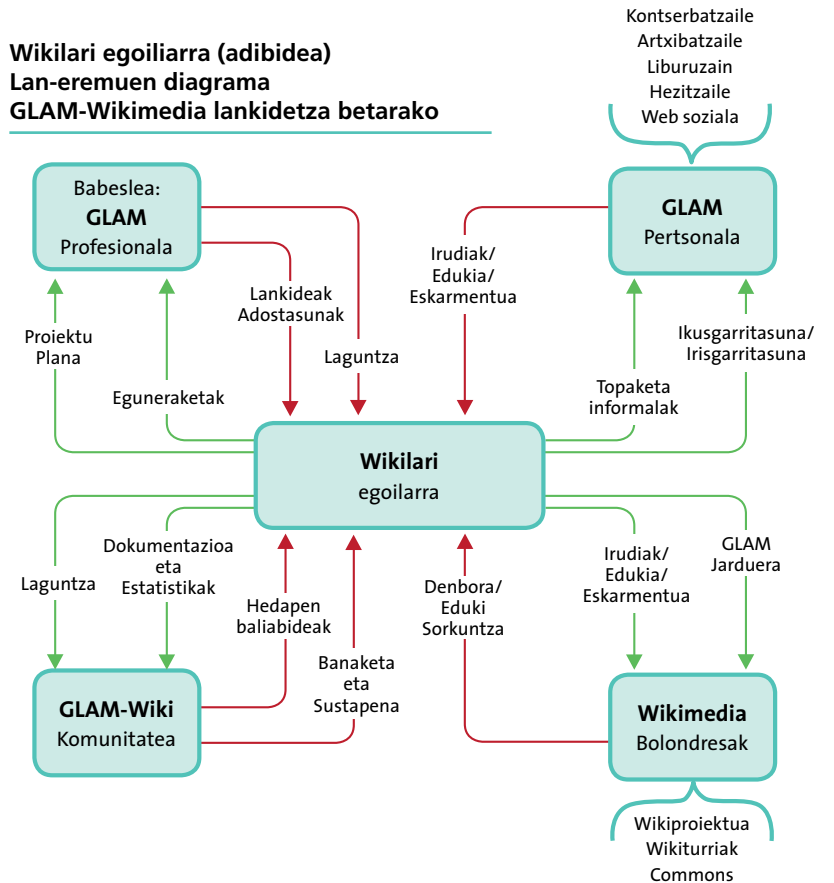 Wikilari egoiliarra (adibidea)
Lan-eremuen diagrama
GLAM-Wikimedia lankidetza betarako
Kontserbatzaile
Artxibatzaile
Liburuzain
Hezitzaile
Web soziala
Babeslea:
GLAM
Profesionala
GLAM
Pertsonala
Proiektu
Plana
Eguneraketak
Lankideak
Adostasunak
Laguntza
Irudiak/
Edukia/
Eskarmentua
Topaketa
informalak
Ikusgarritasuna/
Irisgarritasuna
Wikilari
egoilarra
Laguntza
Dokumentazioa
eta
Estatistikak
Hedapen
baliabideak
Banaketa
eta
Sustapena
Denbora/
Eduki
Sorkuntza
Irudiak/
Edukia/
Eskarmentua
GLAM
Jarduera
GLAM-Wiki
Komunitatea
Wikimedia
Bolondresak
Wikiproiektua
Wikiturriak
Commons